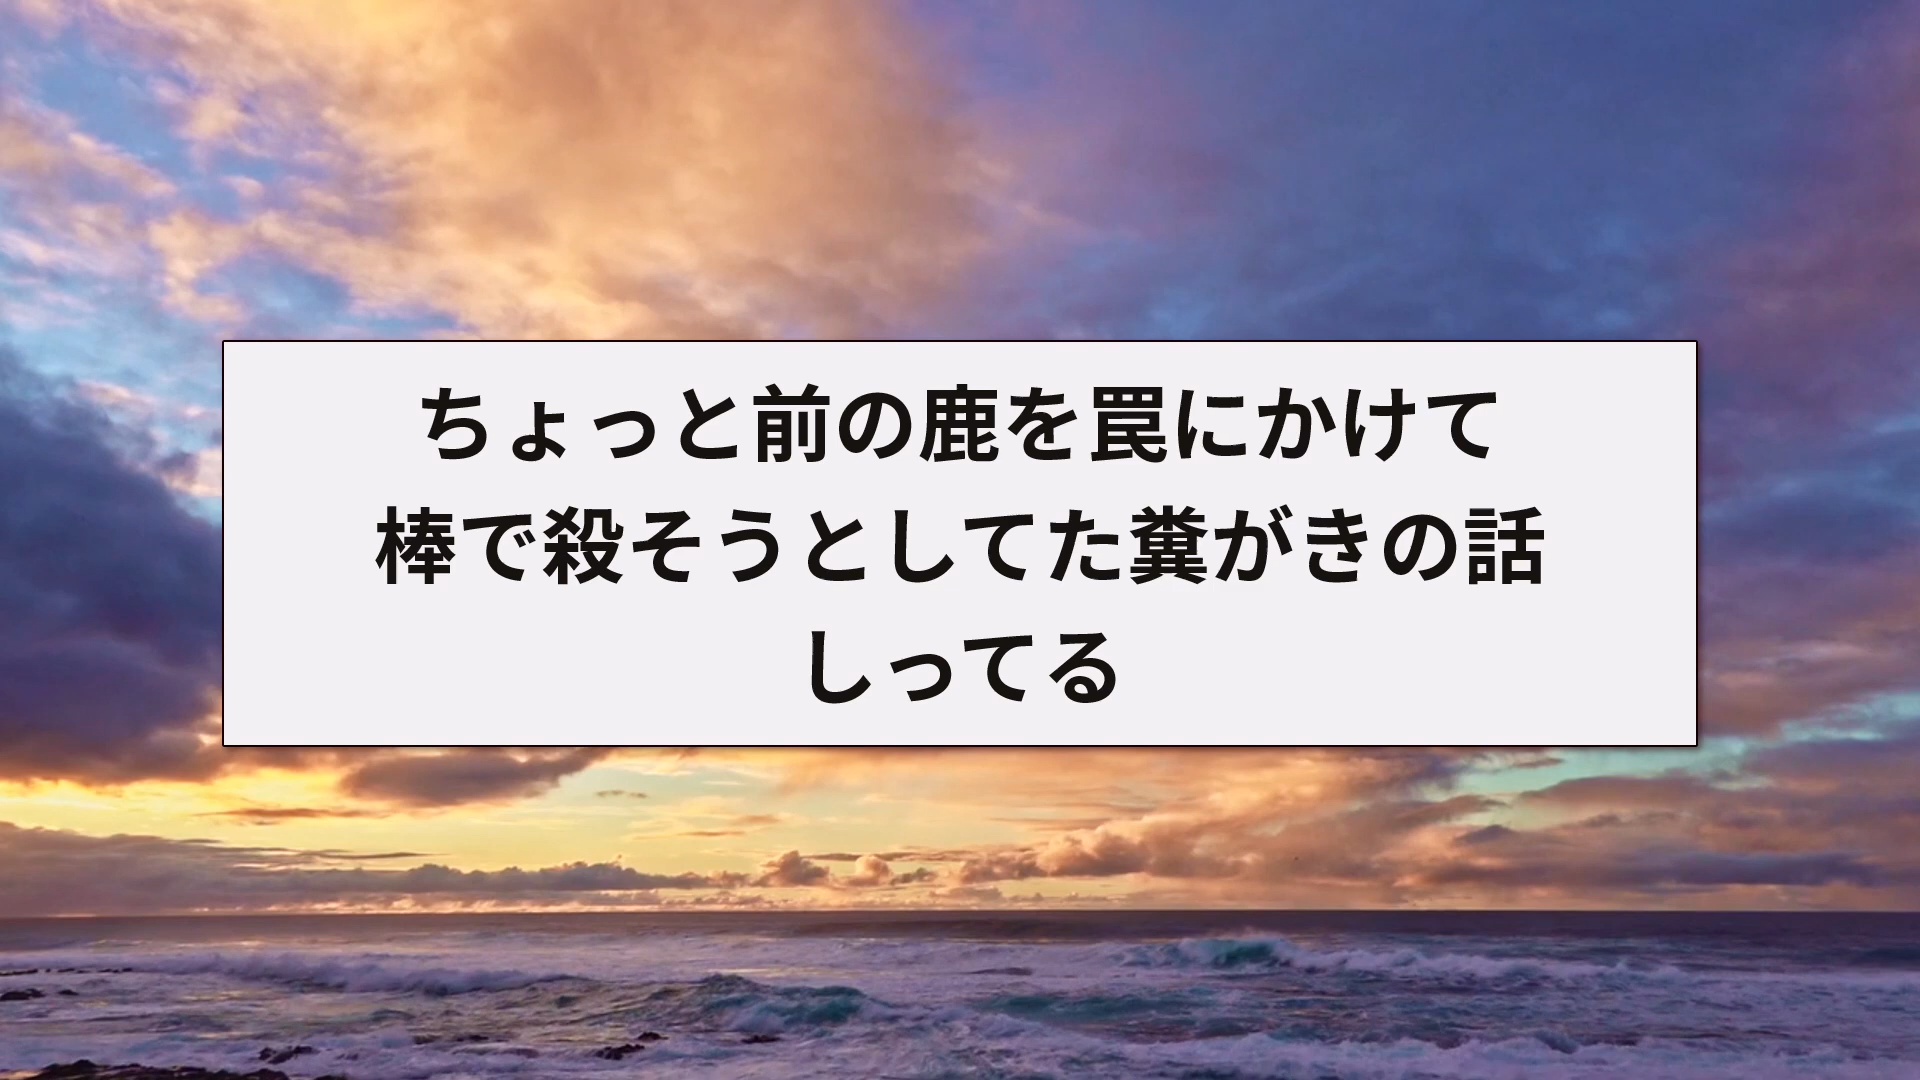 ちょっと前の鹿を罠にかけて
棒で殺そうとしてた糞がきの話
しってる